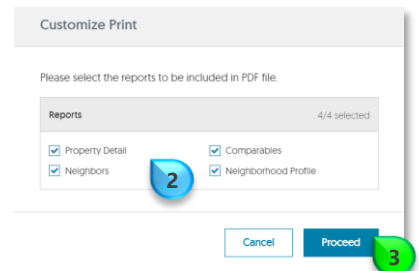 Customize Print
Please select the reports to be included in PDF file.
Reports 4/4 selected
Property Detail Comparables
Neighbors Neighborhood Profile
2
Cancel Proceed
3